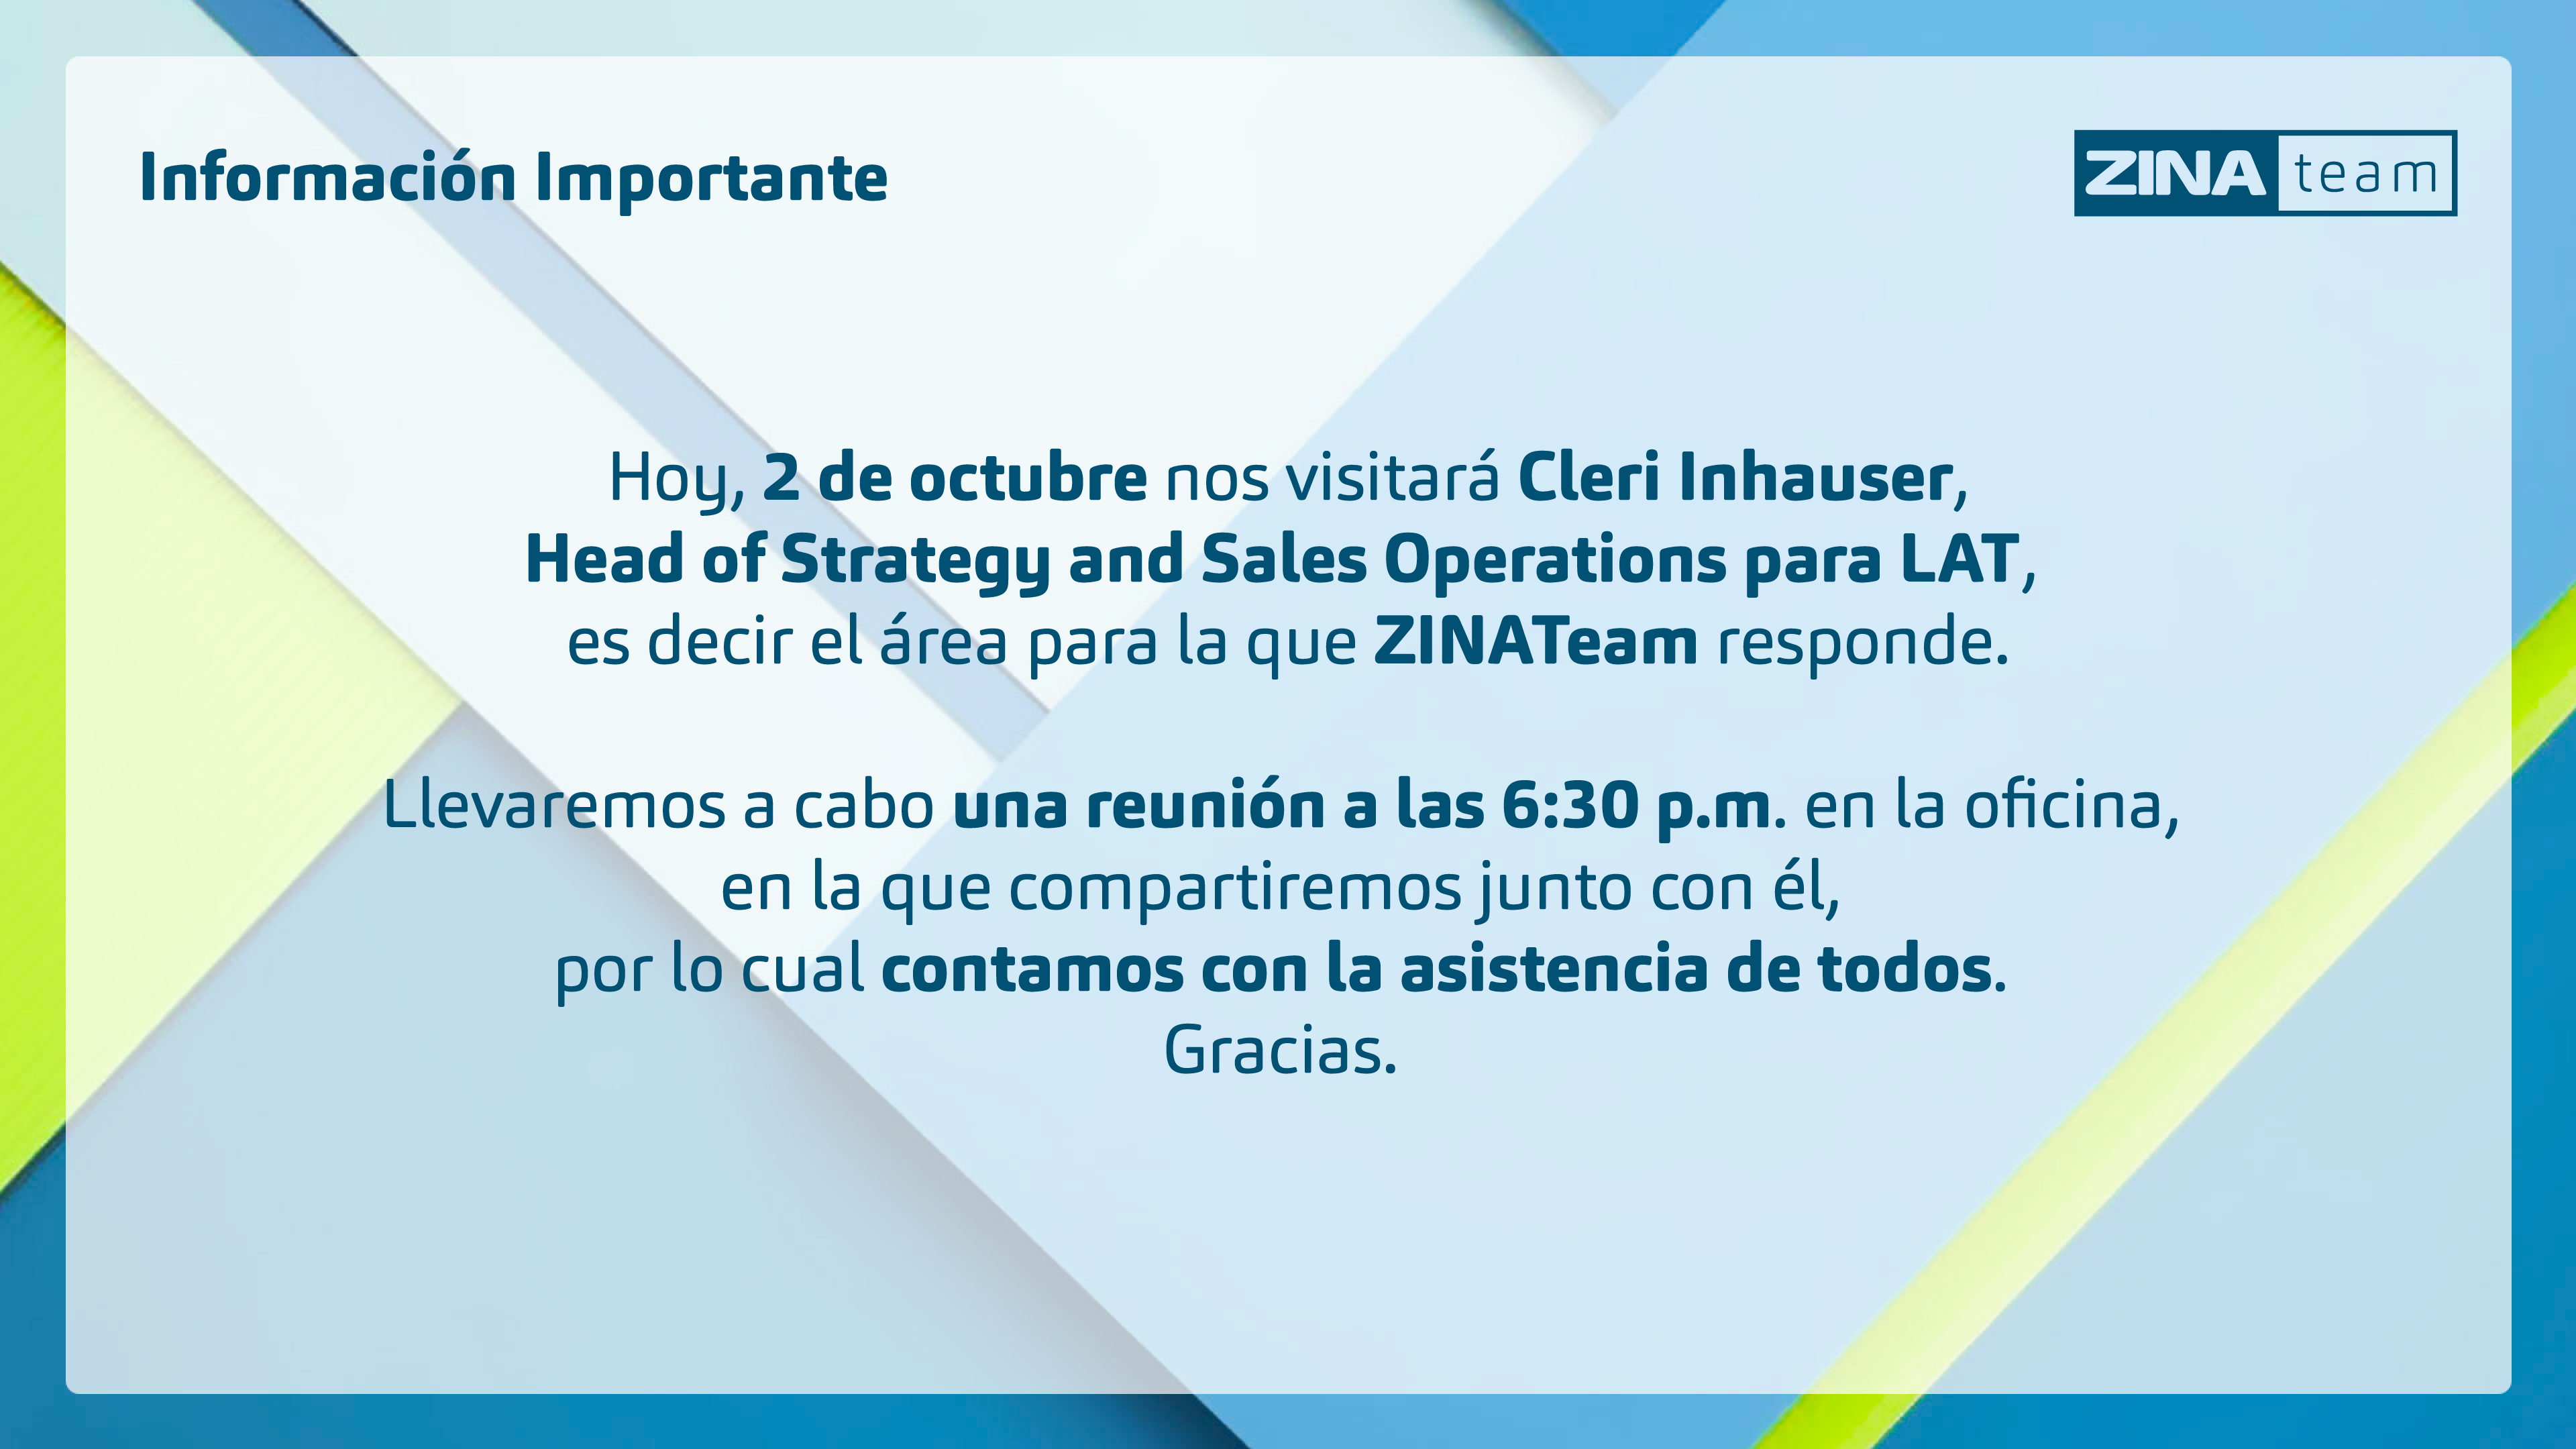 Información Importante
ZINA team
Hoy, 2 de octubre nos visitará Cleri Inhauser,
Head of Strategy and Sales Operations para LAT,
es decir el área para la que ZINATeam responde.
Llevaremos a cabo una reunión a las 6:30 p.m. en la oficina,
en la que compartiremos junto con él,
por lo cual contamos con la asistencia de todos.
Gracias.